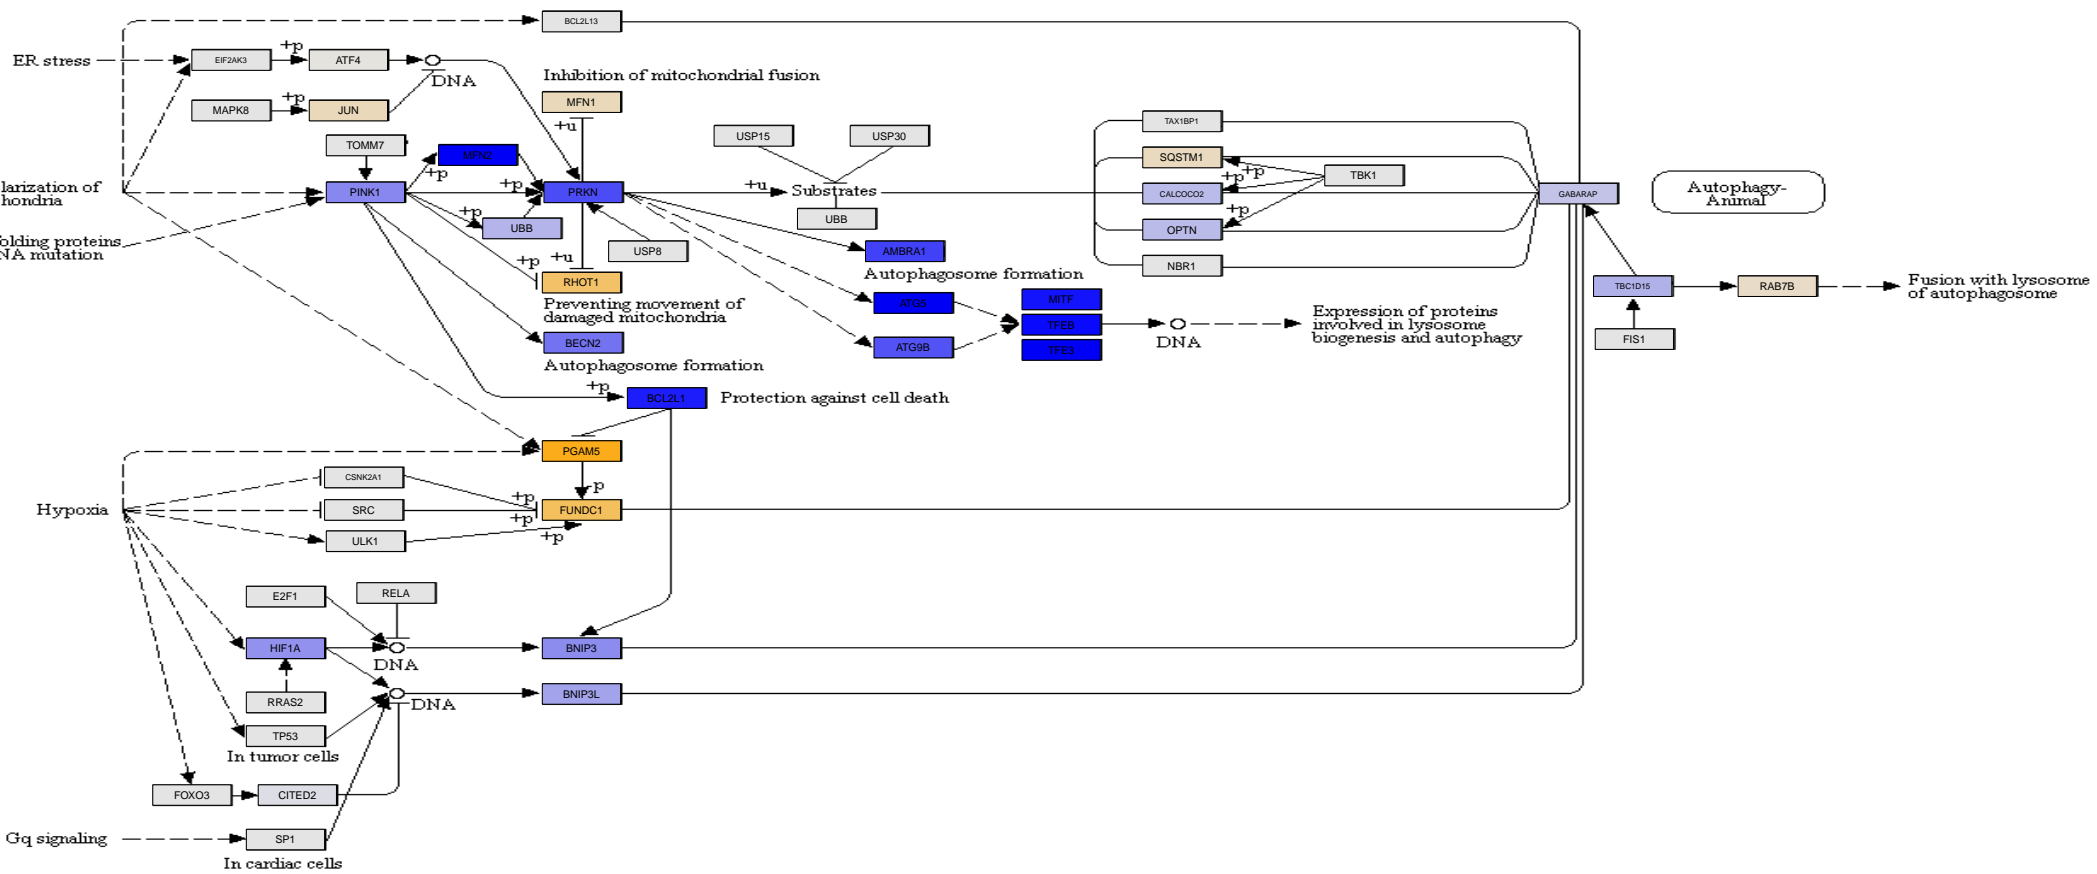 BCL2L13
ER stress
EIF2AK3
+p
ATF4
DNA
MAPK8
+p
JUN
Inhibition of mitochondrial fusion
MFN1
+u
TOMM7
MFN2
+p
larization of
hondria
PINK1
+p
PRKN
+p
UBB
olding proteins
NA mutation
USP8
+p
+u
RHOT1
Preventing movement of
damaged mitochondria
BECN2
Autophagosome formation
USP15
USP30
+u
Substrates
UBB
AMBRA1
Autophagosome formation
ATG5
ATG9B
MITF
TFEB
TFE3
DNA
Expression of proteins
involved in lysosome
biogenesis and autophagy
TAX1BP1
SQSTM1
CALCOCO2
OPTN
NBR1
+p
+p
+p
TBK1
GABARAP
Autophagy-
Animal
TBC1D15
RAB7B
Fusion with lysosome
of autophagosome
FIS1
+p
BCL2L1
Protection against cell death
PGAM5
-p
Hypoxia
CSNK2A1
SRC
ULK1
+p
+p
+p
FUNDC1
E2F1
RELA
HIF1A
DNA
BNIP3
RRAS2
DNA
BNIP3L
TP53
In tumor cells
FOXO3
CITED2
Gq signaling
SP1
In cardiac cells